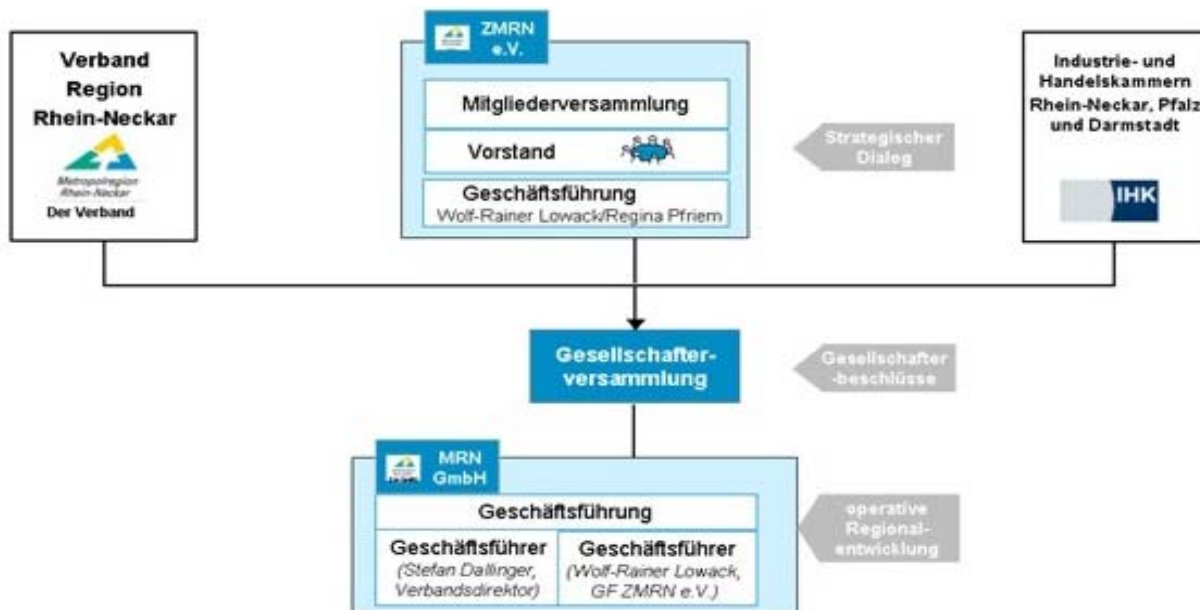 Verband
Region
Rhein-Neckar
Metropolregion
Rhein-Neckar
Der Verband
ZMRN
e.V.
Mitgliederversammlung
Vorstand
Geschäftsführung
Wolf-Rainer Lowack/Regina Pfriem
Strategischer
Dialog
Industrie- und
Handelskammern
Rhein-Neckar, Pfalz
und Darmstadt
IHK
Gesellschafter-
versammlung
Gesellschafter
-beschlüsse
MRN
GmbH
Geschäftsführung
Geschäftsführer
(Stefan Dallinger,
Verbandsdirektor)
Geschäftsführer
(Wolf-Rainer Lowack,
GF ZMRN e.V.)
operative
Regional-
entwicklung